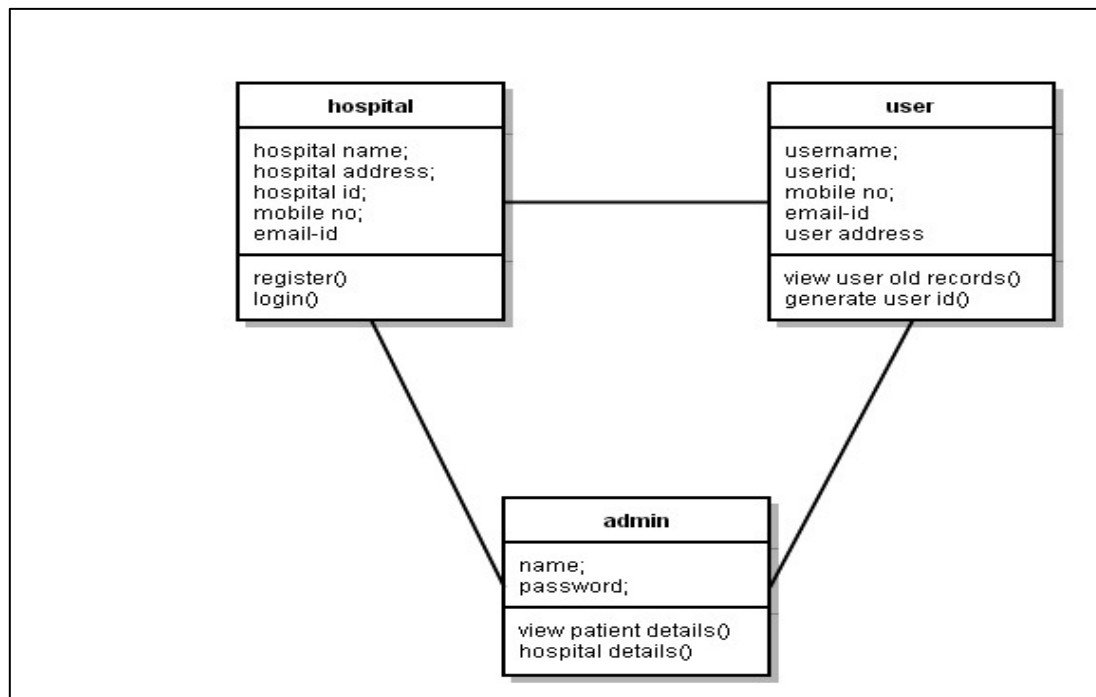 hospital
hospital name;
hospital address;
hospital id;
mobile no;
email-id
register()
login()
user
username;
userid;
mobile no;
email-id
user address
view user old records()
generate user id()
admin
name;
password;
view patient details()
hospital details()